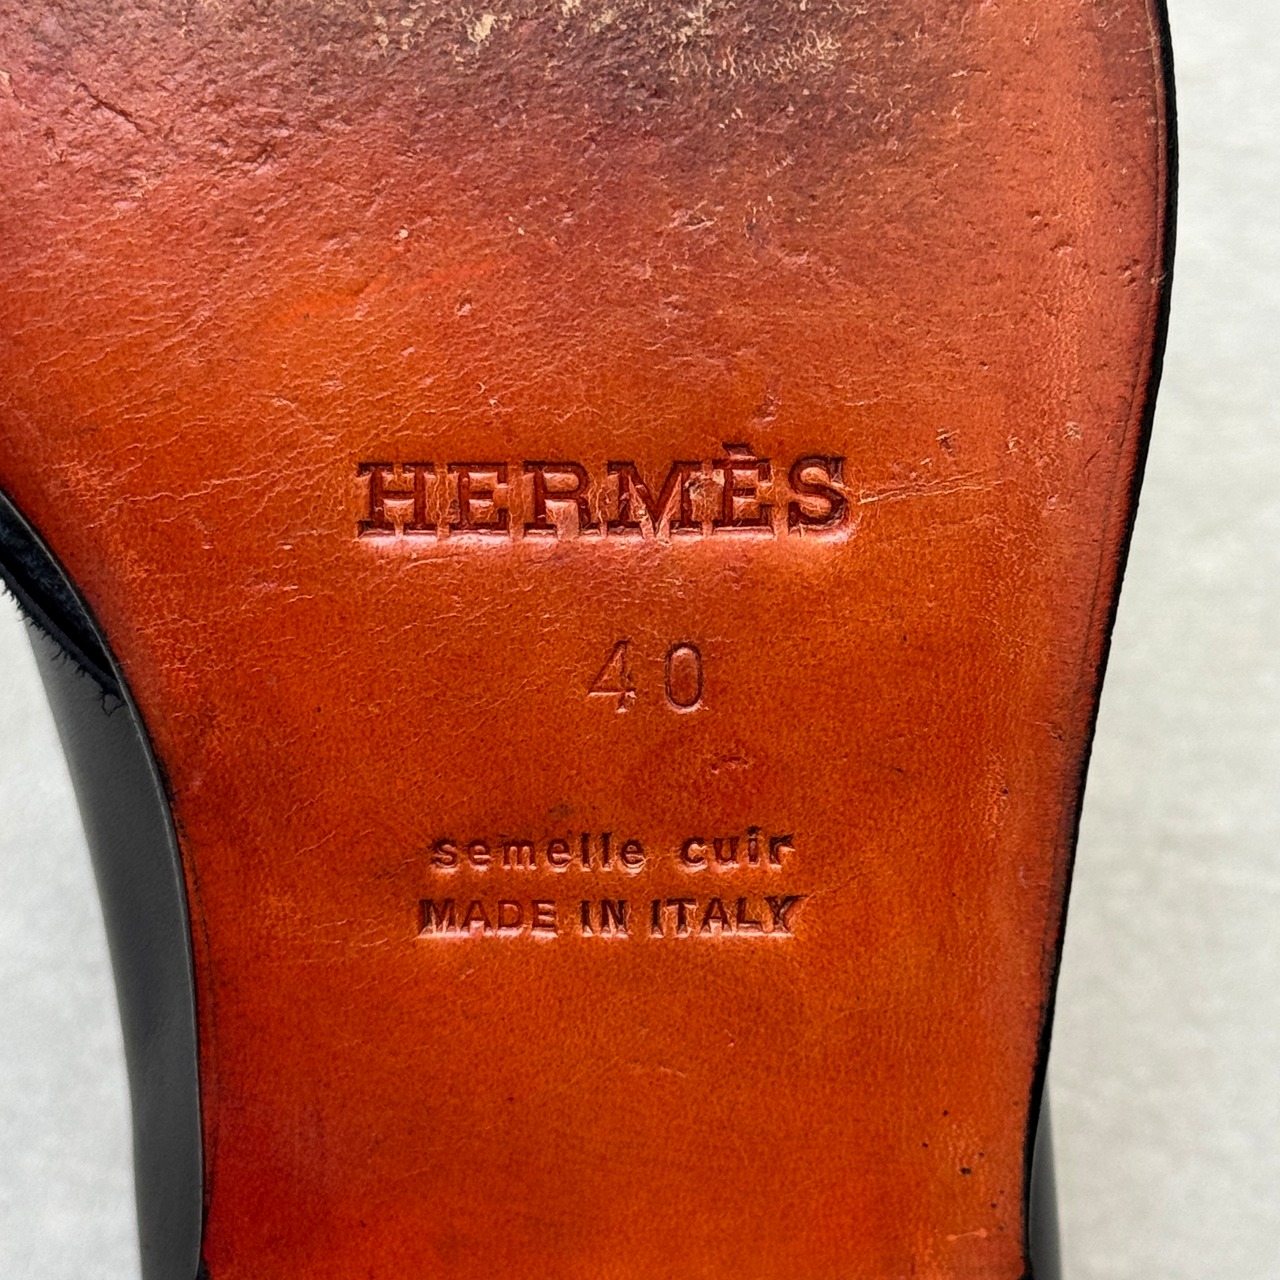 HERMÈS
40
semelle cuir
MADE IN ITALY